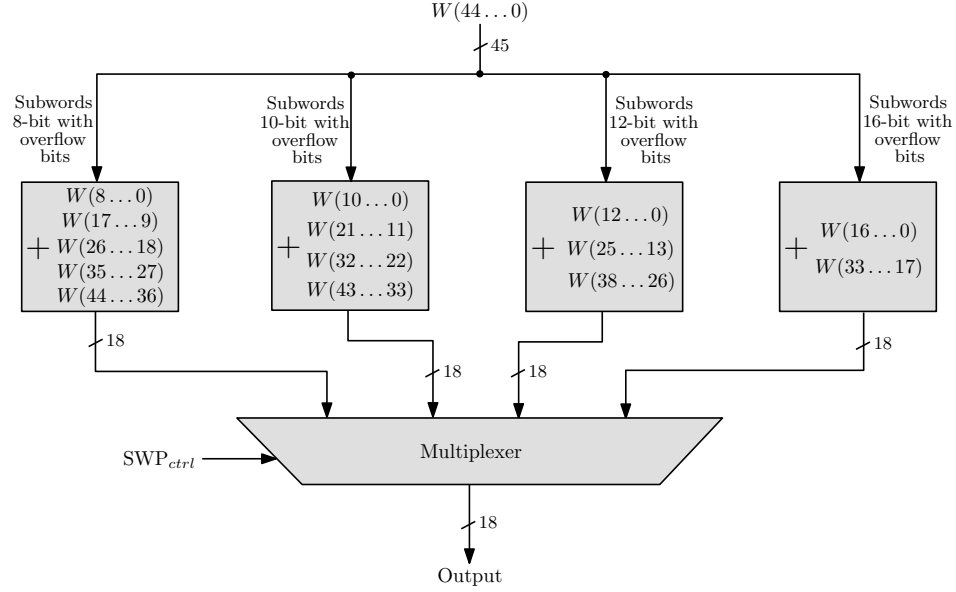 W(44...0)
45
Subwords
8-bit with
overflow
bits
Subwords
10-bit with
overflow
bits
Subwords
12-bit with
overflow
bits
Subwords
16-bit with
overflow
bits
W(8...0)
W(17...9)
+ W(26...18)
W(35...27)
W(44...36)
W(10...0)
W(21...11)
+
W(32...22)
W(43...33)
W(12...0)
+ W(25...13)
W(38...26)
W(16...0)
+
W(33...17)
18
18
18
18
Multiplexer
SWP_{ctrl}
18
Output